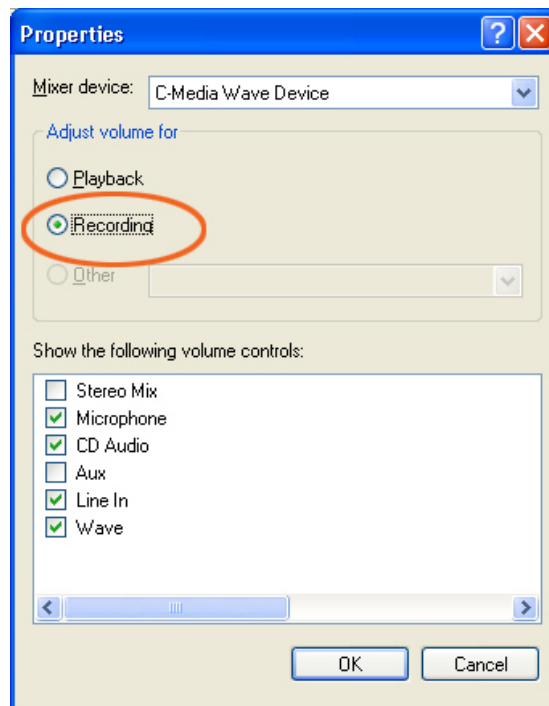 Properties
Mixer device: C-Media Wave Device
Adjust volume for
Playback
Recording
Other
Show the following volume controls:
Stereo Mix
Microphone
CD Audio
Aux
Line In
Wave
OK Cancel